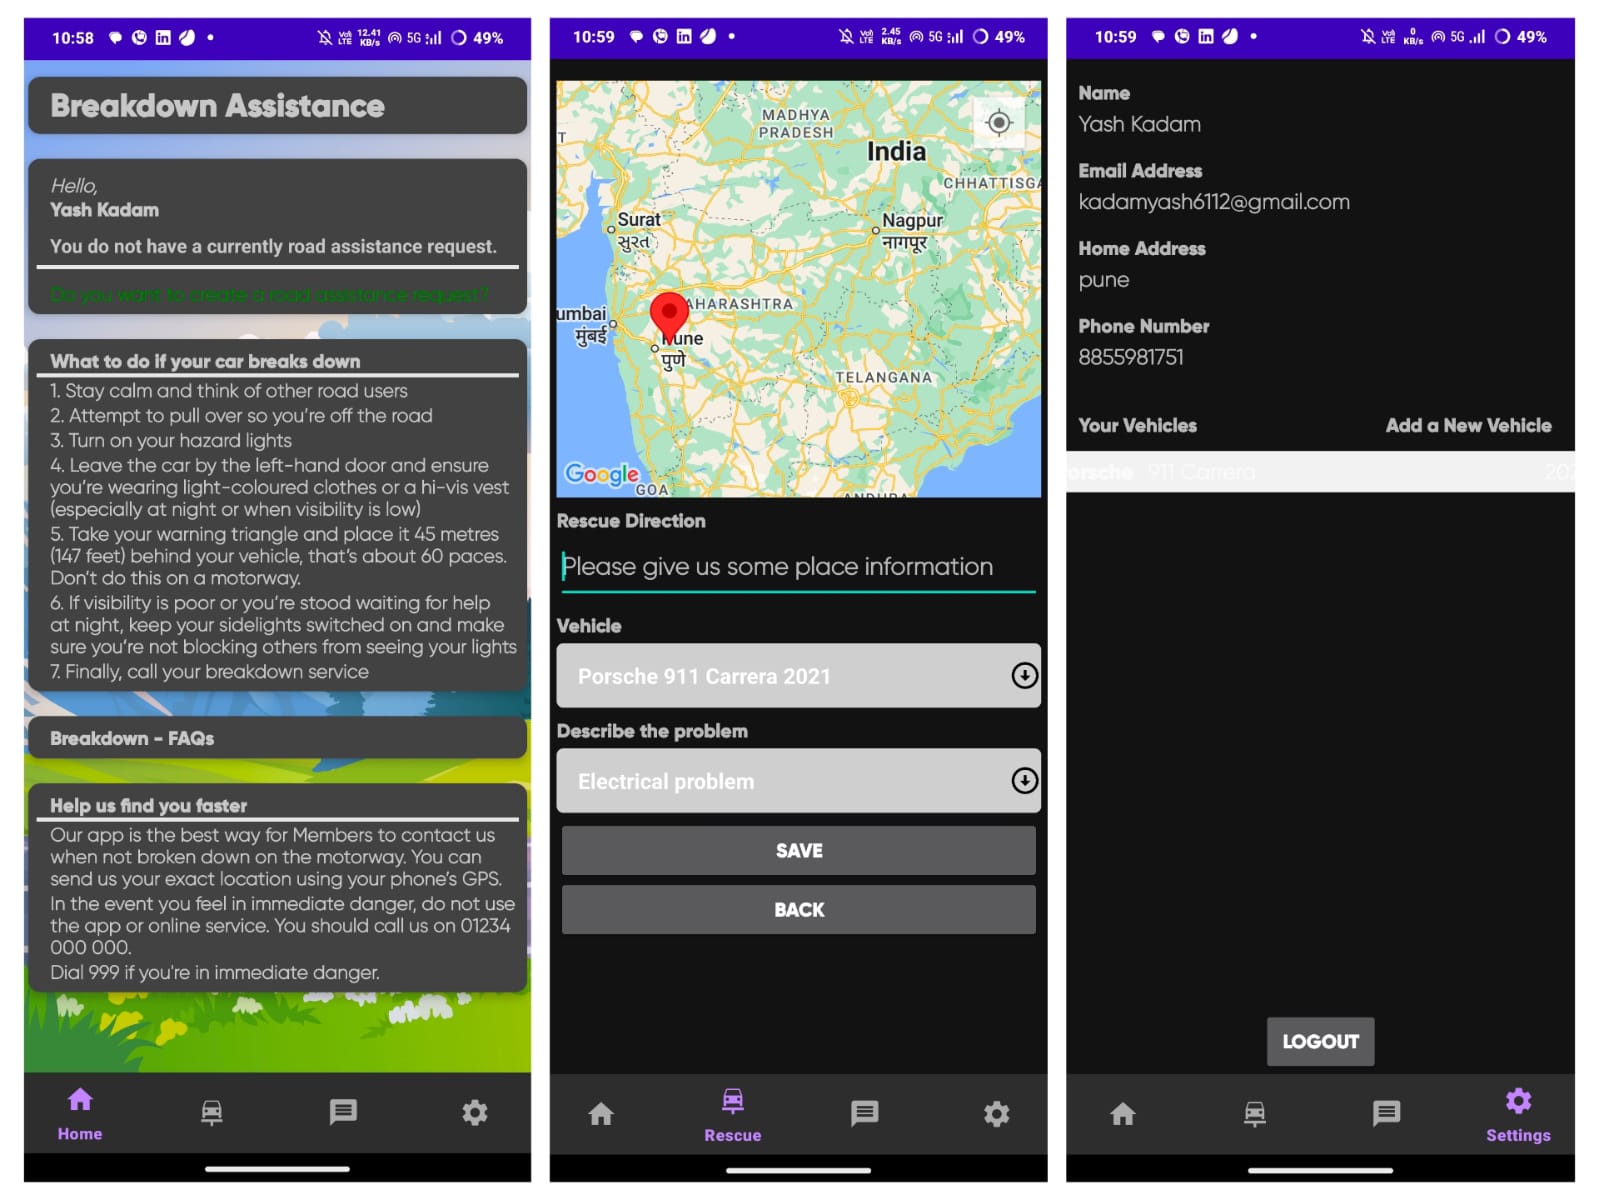 10:58
12.41
Vo)
LTE
KB/s
5G
49%
Breakdown Assistance
Hello,
Yash Kadam
You do not have a currently road assistance request.
Do you want to create a road assistance request?
What to do if your car breaks down
1. Stay calm and think of other road users
2. Attempt to pull over so you're off the road
3. Turn on your hazard lights
4. Leave the car by the left-hand door and ensure
you're wearing light-coloured clothes or a hi-vis vest
(especially at night or when visibility is low)
5. Take your warning triangle and place it 45 metres
(147 feet) behind your vehicle, that's about 60 paces.
Don't do this on a motorway.
6. If visibility is poor or you're stood waiting for help
at night, keep your sidelights switched on and make
sure you're not blocking others from seeing your lights
7. Finally, call your breakdown service
Breakdown - FAQs
Help us find you faster
Our app is the best way for Members to contact us
when not broken down on the motorway. You can
send us your exact location using your phone's GPS.
In the event you feel in immediate danger, do not use
the app or online service. You should call us on 01234
000 000.
Dial 999 if you're in immediate danger.
Home
10:59
2.45
Vo)
LTE
KB/s
5G
49%
MADHYA
PRADESH
India
CHHATTISGA
T
Surat
सुरत
Nagpur
नागपूर
AHARASHTRA
umbai
मुंबई
Pune
पुणे
TELANGANA
Google
GOA
ANDHRA
Rescue Direction
Please give us some place information
Vehicle
Porsche 911 Carrera 2021
Describe the problem
Electrical problem
SAVE
BACK
Rescue
10:59
0
Vo)
LTE
KB/s
5G
49%
Name
Yash Kadam
Email Address
kadamyash6112@gmail.com
Home Address
pune
Phone Number
8855981751
Your Vehicles Add a New Vehicle
orsche 911 Carrera 202
LOGOUT
Settings